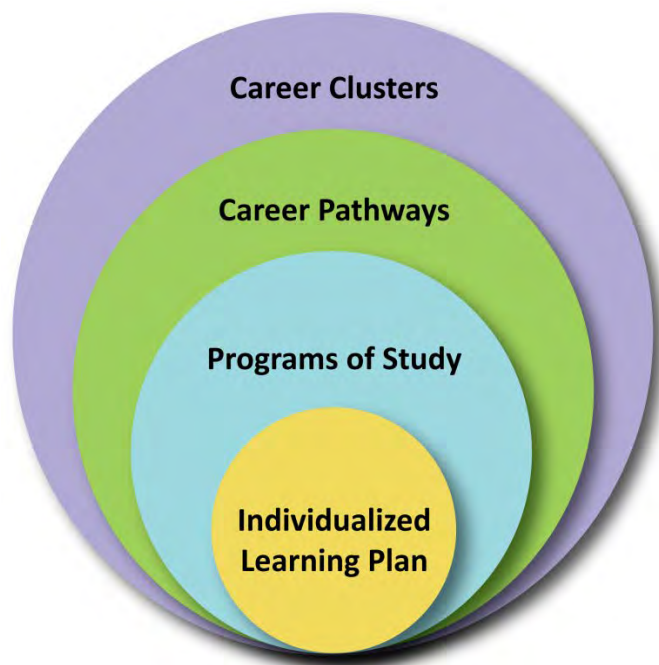 Career Clusters
Career Pathways
Programs of Study
Individualized
Learning Plan